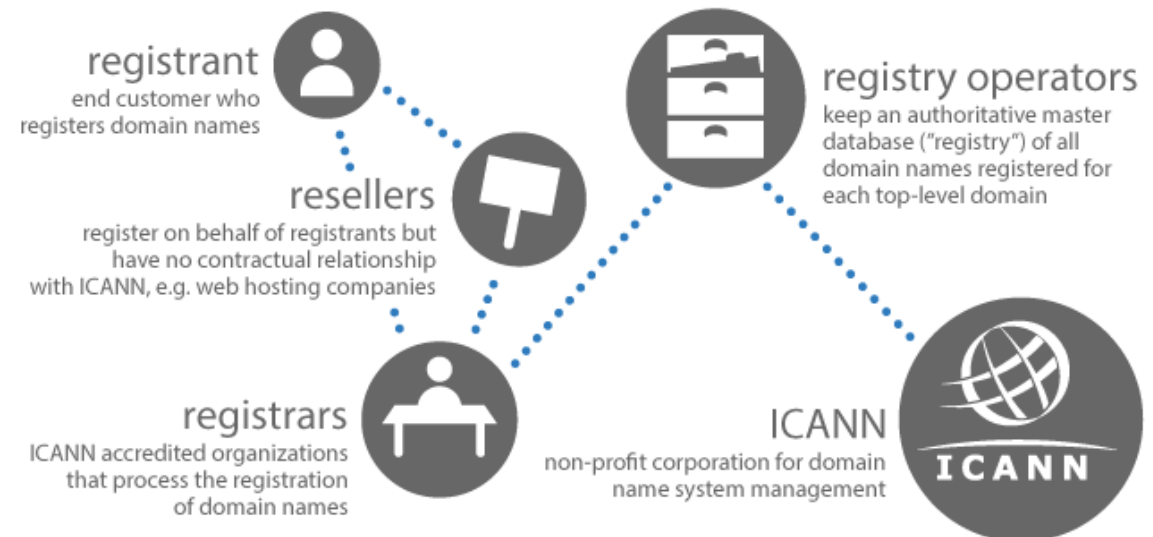 registrant
end customer who
registers domain names
resellers
register on behalf of registrants but
have no contractual relationship
with ICANN, e.g. web hosting companies
registrars
ICANN accredited organizations
that process the registration
of domain names
registry operators
keep an authoritative master
database (“registry”) of all
domain names registered for
each top-level domain
ICANN
non-profit corporation for domain
name system management
ICANN